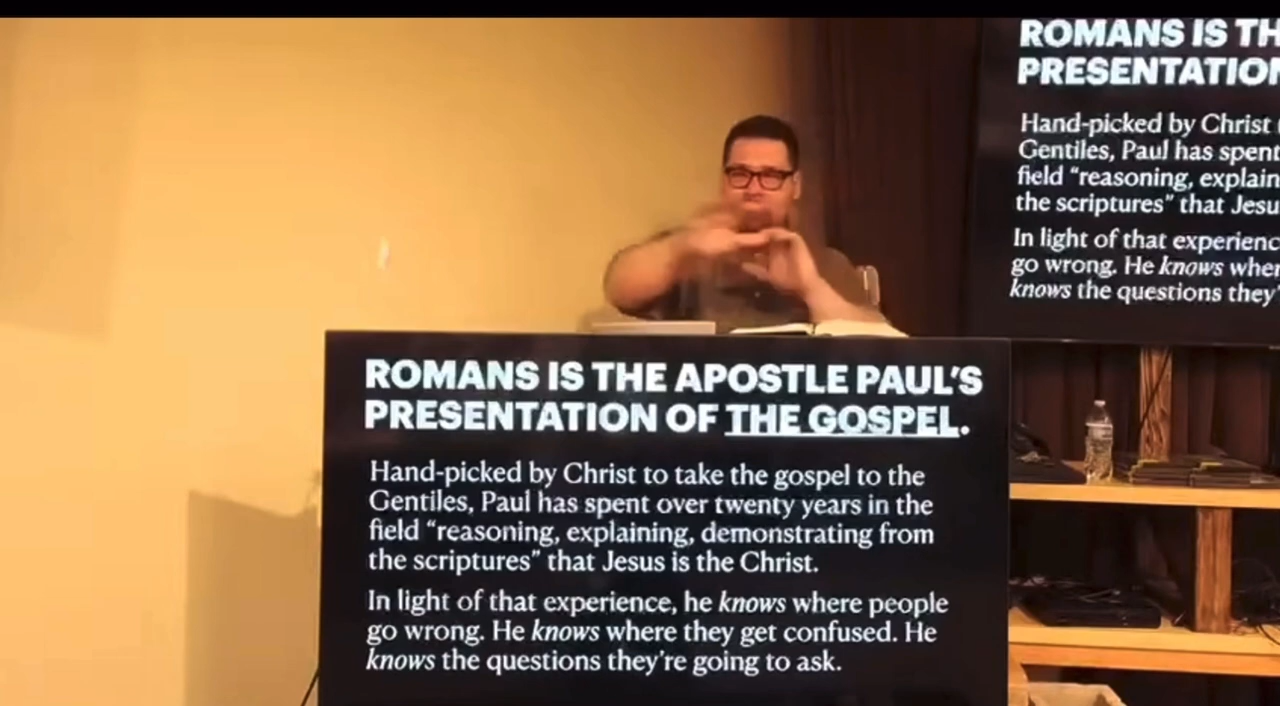 ROMANS IS THE APOSTLE PAUL'S
PRESENTATION OF THE GOSPEL.
Hand-picked by Christ to take the gospel to the
Gentiles, Paul has spent over twenty years in the
field “reasoning, explaining, demonstrating from
the scriptures” that Jesus is the Christ.
In light of that experience, he knows where people
go wrong. He knows where they get confused. He
knows the questions they're going to ask.
ROMANS IS TH
PRESENTATION
Hand-picked by Christ
Gentiles, Paul has spent
field “reasoning, explain
the scriptures” that Jesu
In light of that experienc
go wrong. He knows wher
knows the questions they'